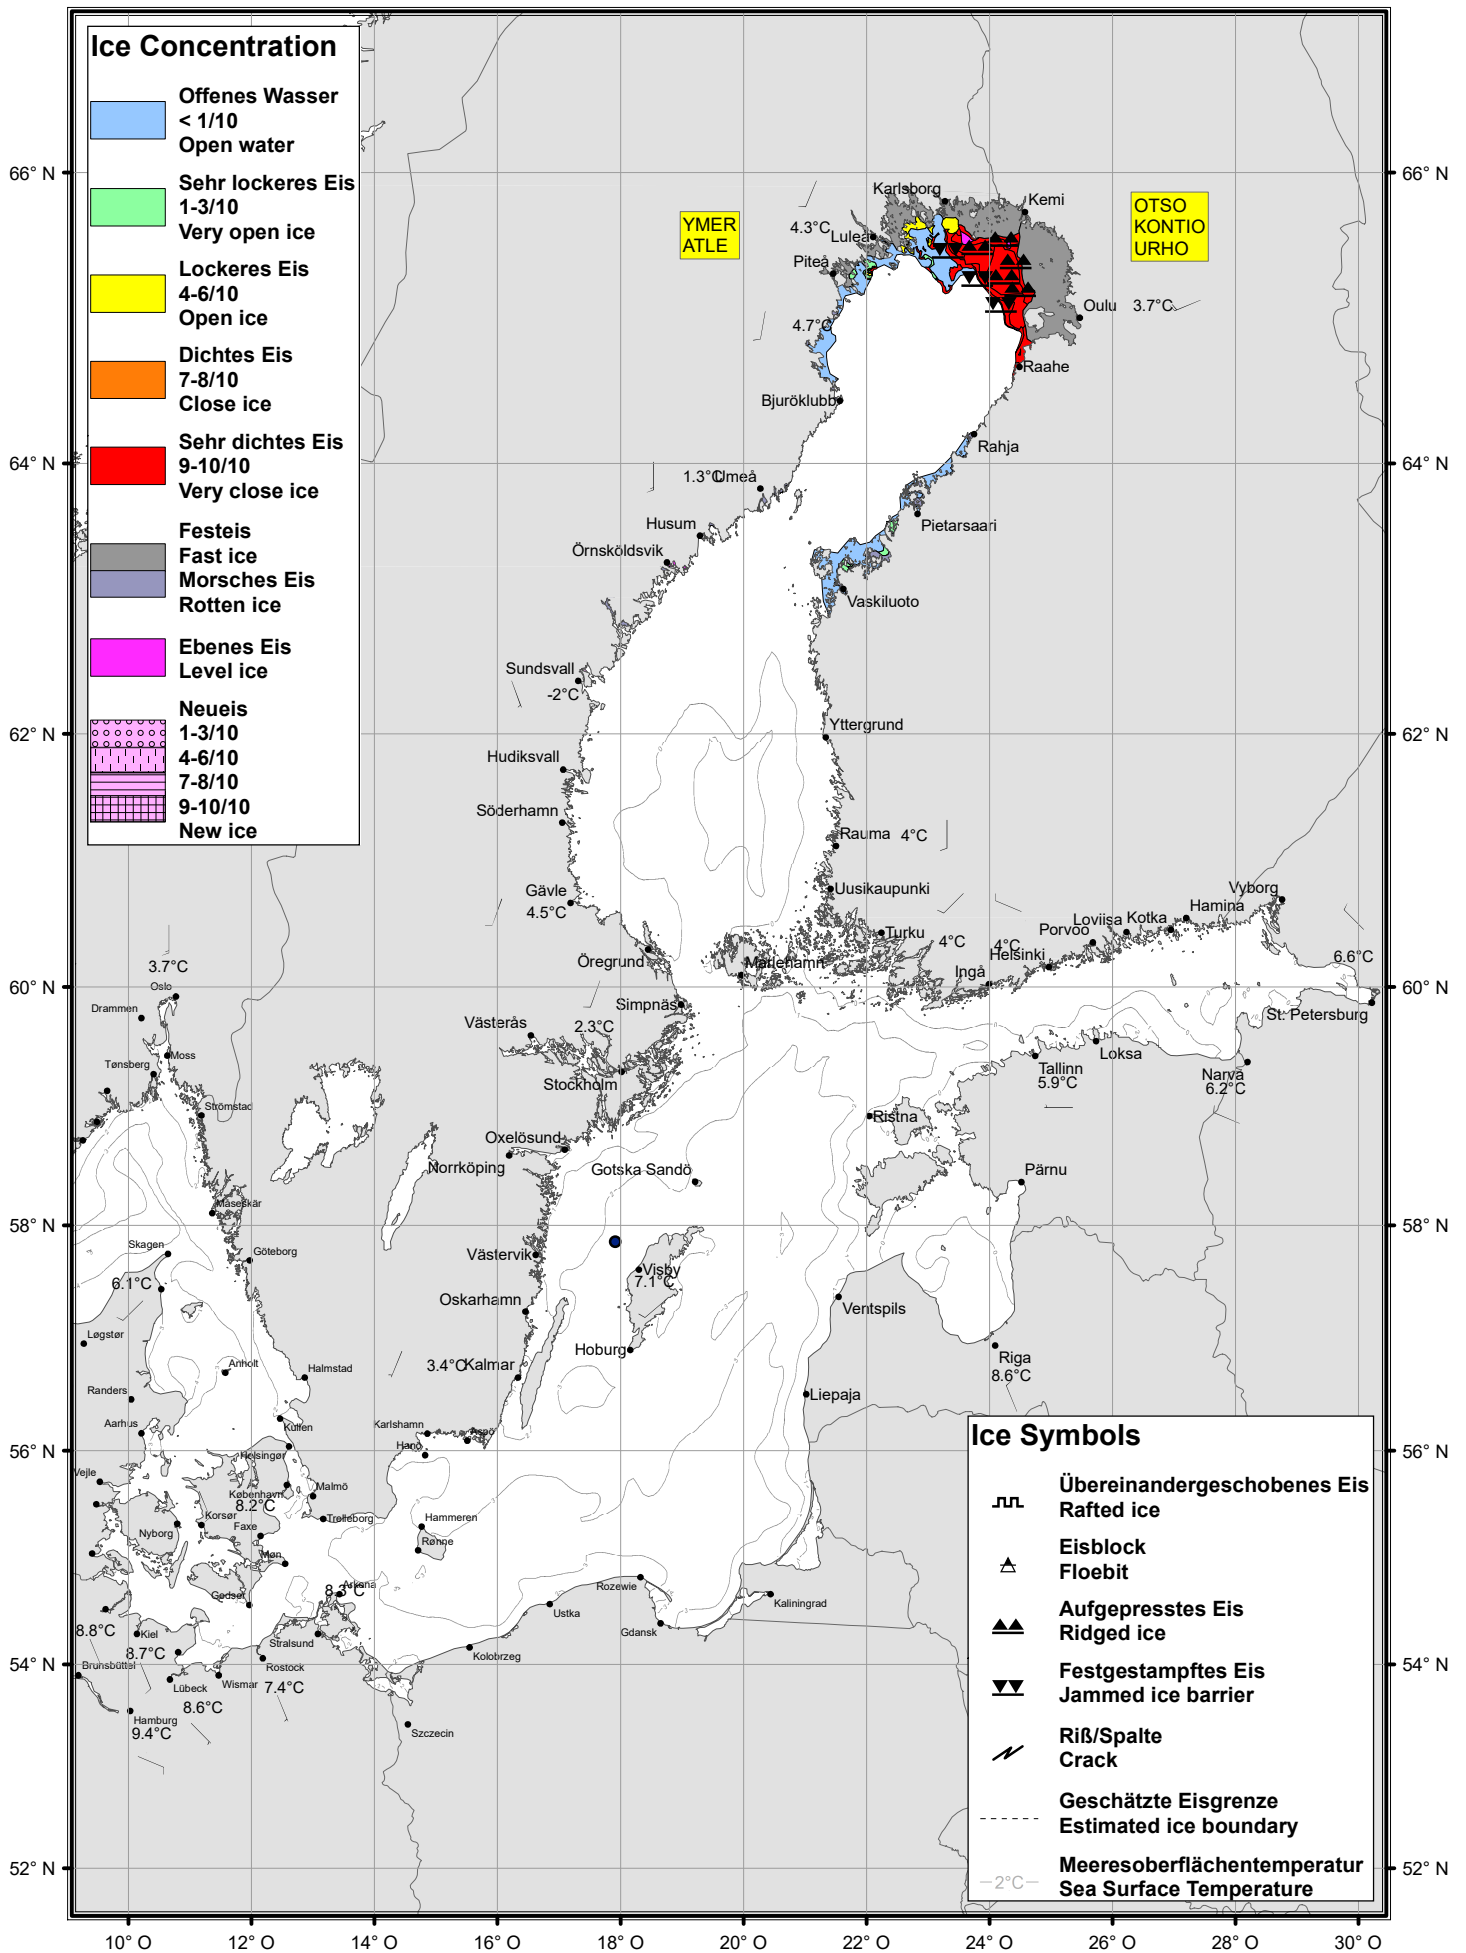 Ice Concentration
Offenes Wasser
< 1/10
Open water
Sehr lockeres Eis
1-3/10
Very open ice
Lockeres Eis
4-6/10
Open ice
Dichtes Eis
7-8/10
Close ice
Sehr dichtes Eis
9-10/10
Very close ice
Festeis
Fast ice
Morsches Eis
Rotten ice
Ebenes Eis
Level ice
Neueis
1-3/10
4-6/10
7-8/10
9-10/10
New ice
66° N
66° N
64° N
64° N
62° N
62° N
60° N
60° N
58° N
58° N
56° N
56° N
54° N
54° N
52° N
52° N
YMER
ATLE
OTSO
KONTIO
URHO
Karlsborg
Kemi
4.3°C
Lulea
Piteå
Oulu
3.7°C
4.7°C
Raahe
Bjuröklubb
Rahja
1.3°C
Umeå
Pietarsaari
Husum
Örnsköldsvik
Vaskiluoto
Sundsvall
-2°C
Yttergrund
Hudiksvall
Söderhamn
Rauma
4°C
Gävle
4.5°C
Uusikaupunki
Vyborg
Hamina
Loviisa
Kotka
Porvoo
Turku
4°C
4°C
Helsinki
Öregrund
Mariehamn
Ingå
6.6°C
3.7°C
Oslo
Drammen
Simpnäs
St. Petersburg
Västerås
2.3°C
Moss
Tønsberg
Stockholm
Tallinn
5.9°C
Loksa
Narva
6.2°C
Strömstad
Ristna
Oxelösund
Norrköping
Gotska Sandö
Pärnu
Måseskär
Skagen
Göteborg
Västervik
Visby
7.1°C
6.1°C
Oskarhamn
Ventspils
Løgstør
Hoburg
Riga
8.6°C
Anholt
Halmstad
3.4°C
Kalmar
Randers
Liepaja
Aarhus
Kullen
Karlshamn
Aspö
Hanö
Helsingør
Vejle
København
8.2°C
Malmö
Korsør
Faxe
Trelleborg
Hammeren
Nyborg
Rønne
Møn
Gedser
Arkona
8.3°C
Rozewie
Kaliningrad
Ustka
Gdansk
8.8°C
Kiel
Stralsund
8.7°C
Kolobrzeg
Brunsbüttel
Rostock
7.4°C
Lübeck
Wismar
8.6°C
Hamburg
9.4°C
Szczecin
Ice Symbols
Übereinandergeschobenes Eis
Rafted ice
Eisblock
Floebit
Aufgepresstes Eis
Ridged ice
Festgestampftes Eis
Jammed ice barrier
Riß/Spalte
Crack
Geschätzte Eisgrenze
Estimated ice boundary
2°C
Meeresoberflächentemperatur
Sea Surface Temperature
10° O
12° O
14° O
16° O
18° O
20° O
22° O
24° O
26° O
28° O
30° O